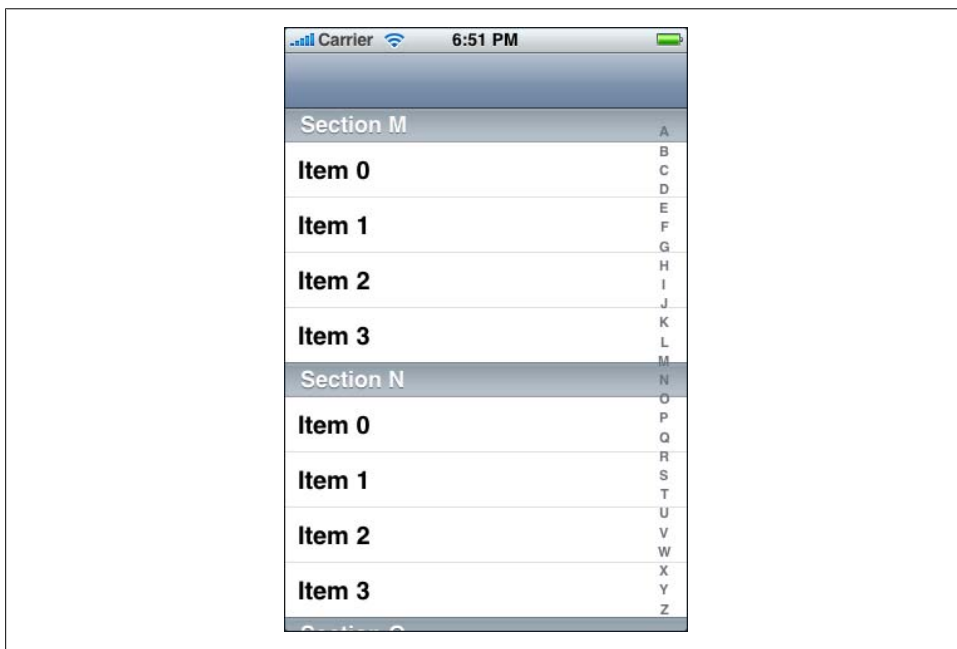 Carrier 6:51 PM
Section M
Item 0
Item 1
Item 2
Item 3
Section N
Item 0
Item 1
Item 2
Item 3
Section
A
B
C
D
E
F
G
H
I
J
K
L
M
N
O
P
Q
R
S
T
U
V
W
X
Y
Z